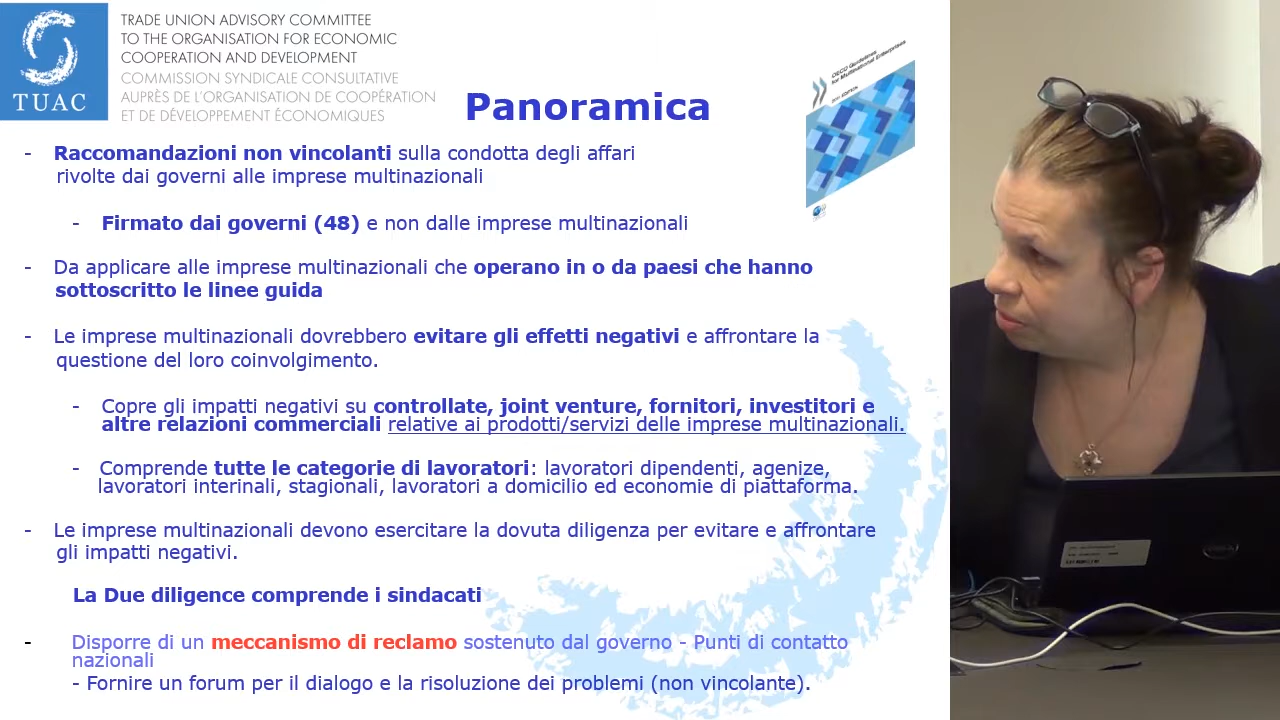 TRADE UNION ADVISORY COMMITTEE
TO THE ORGANISATION FOR ECONOMIC
COOPERATION AND DEVELOPMENT
COMMISSION SYNDICALE CONSULTATIVE
AUPRÈS DE L'ORGANISATION DE COOPÉRATION
ET DE DÉVELOPPEMENT ÉCONOMIQUES
TUAC
OECD Guidelines
for Multinational Enterprises
2011 EDITION
Panoramica
- Raccomandazioni non vincolanti sulla condotta degli affari
rivolte dai governi alle imprese multinazionali
- Firmato dai governi (48) e non dalle imprese multinazionali
- Da applicare alle imprese multinazionali che operano in o da paesi che hanno
sottoscritto le linee guida
- Le imprese multinazionali dovrebbero evitare gli effetti negativi e affrontare la
questione del loro coinvolgimento.
- Copre gli impatti negativi su controllate, joint venture, fornitori, investitori e
altre relazioni commerciali relative ai prodotti/servizi delle imprese multinazionali.
- Comprende tutte le categorie di lavoratori: lavoratori dipendenti, agenize,
lavoratori interinali, stagionali, lavoratori a domicilio ed economie di piattaforma.
- Le imprese multinazionali devono esercitare la dovuta diligenza per evitare e affrontare
gli impatti negativi.
La Due diligence comprende i sindacati
- Disporre di un meccanismo di reclamo sostenuto dal governo - Punti di contatto
nazionali
- Fornire un forum per il dialogo e la risoluzione dei problemi (non vincolante).